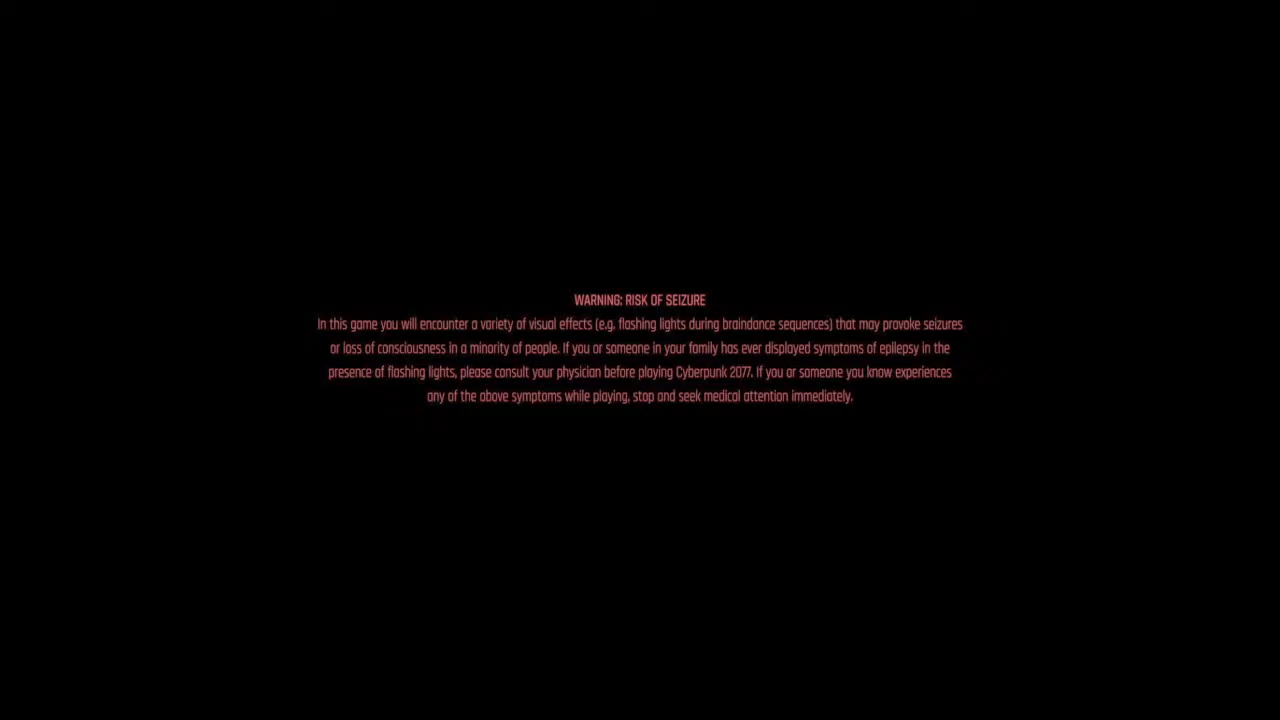 WARNING: RISK OF SEIZURE
In this game you will encounter a variety of visual effects (e.g. flashing lights during braindance sequences) that may provoke seizures
or loss of consciousness in a minority of people. If you or someone in your family has ever displayed symptoms of epilepsy in the
presence of flashing lights, please consult your physician before playing Cyberpunk 2077. If you or someone you know experiences
any of the above symptoms while playing, stop and seek medical attention immediately.